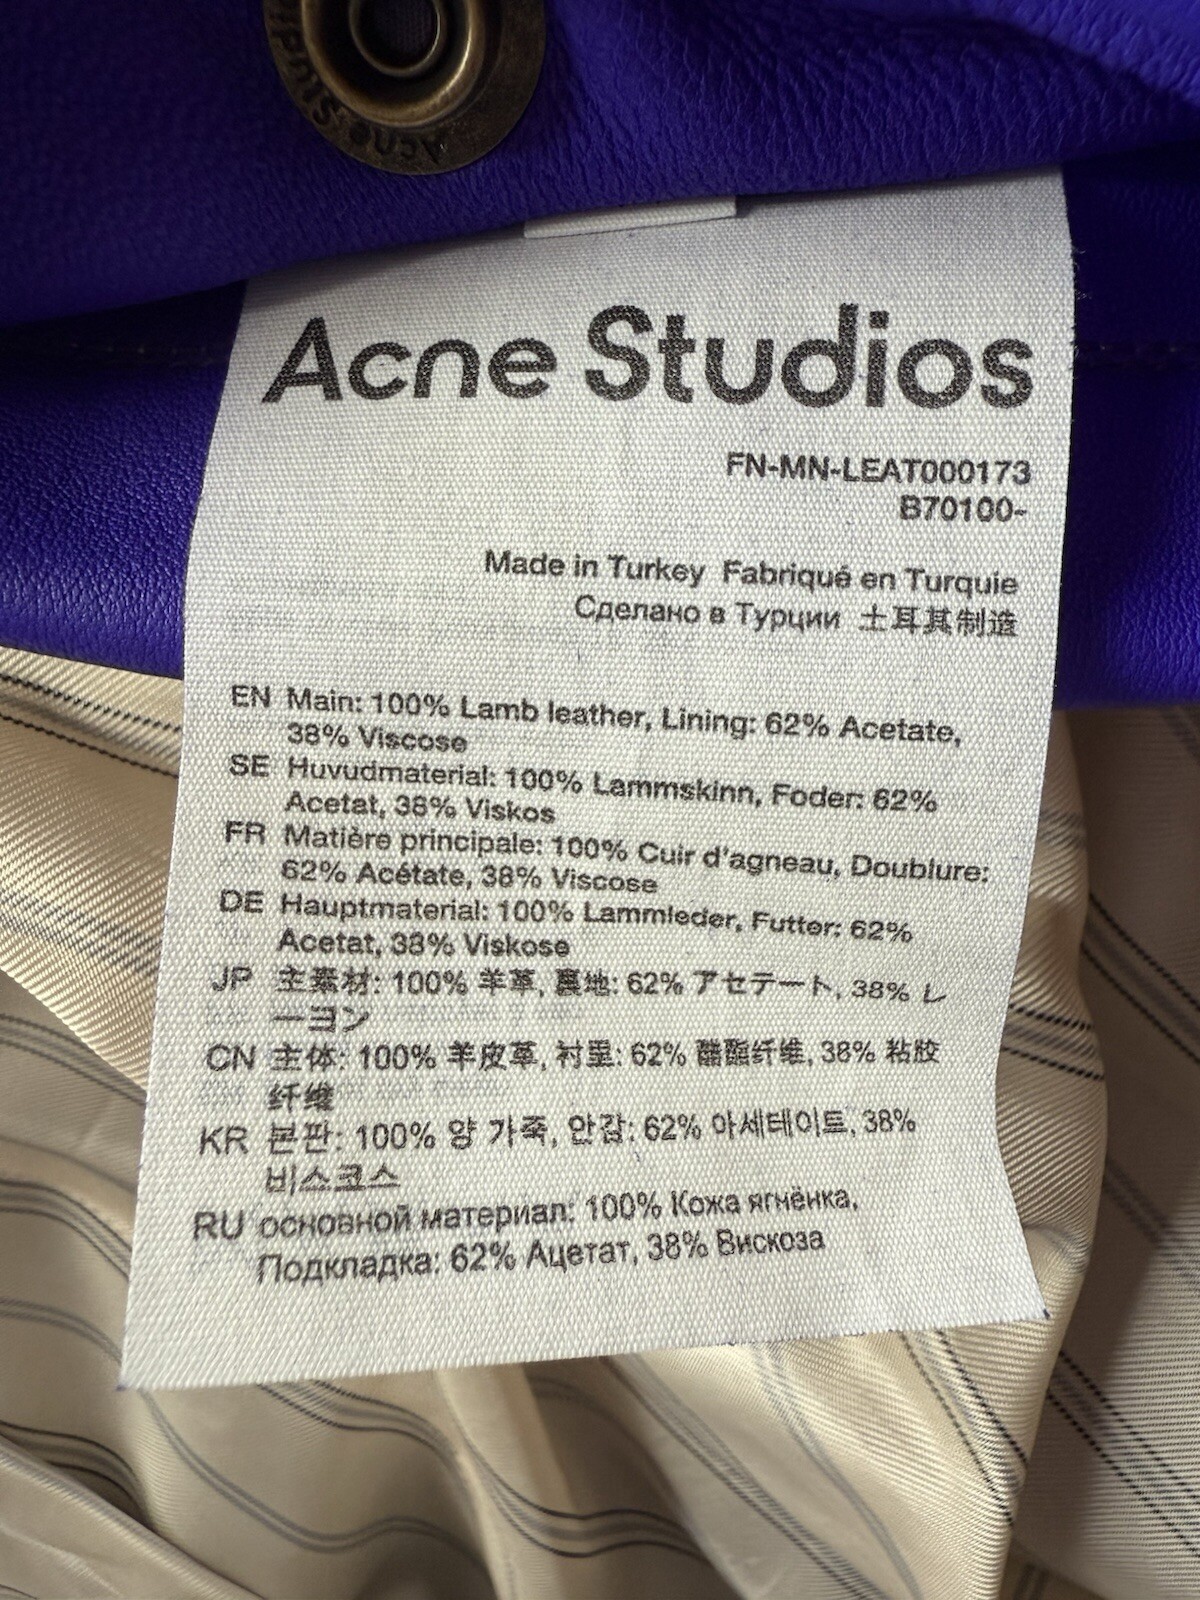 Acne Studios
Acne Studios
FN-MN-LEAT000173
B70100-
Made in Turkey Fabriqué en Turquie
Сделано в Турции 土耳其制造
EN Main: 100% Lamb leather, Lining: 62% Acetate,
38% Viscose
SE Huvudmaterial: 100% Lammskinn, Foder: 62%
Acetat, 38% Viskos
FR Matière principale: 100% Cuir d'agneau, Doublure:
62% Acétate, 38% Viscose
DE Hauptmaterial: 100% Lammleder, Futter: 62%
Acetat, 38% Viskose
JP 主素材: 100% 羊革, 裏地: 62% アセテート, 38% レ
ーヨン
CN 主体: 100% 羊皮革, 衬里: 62% 醋酯纤维, 38% 粘胶
纤维
KR 본판: 100% 양 가죽, 안감: 62% 아세테이트, 38%
비스코스
RU основной материал: 100% Кожа ягнёнка,
Подкладка: 62% Ацетат, 38% Вискоза